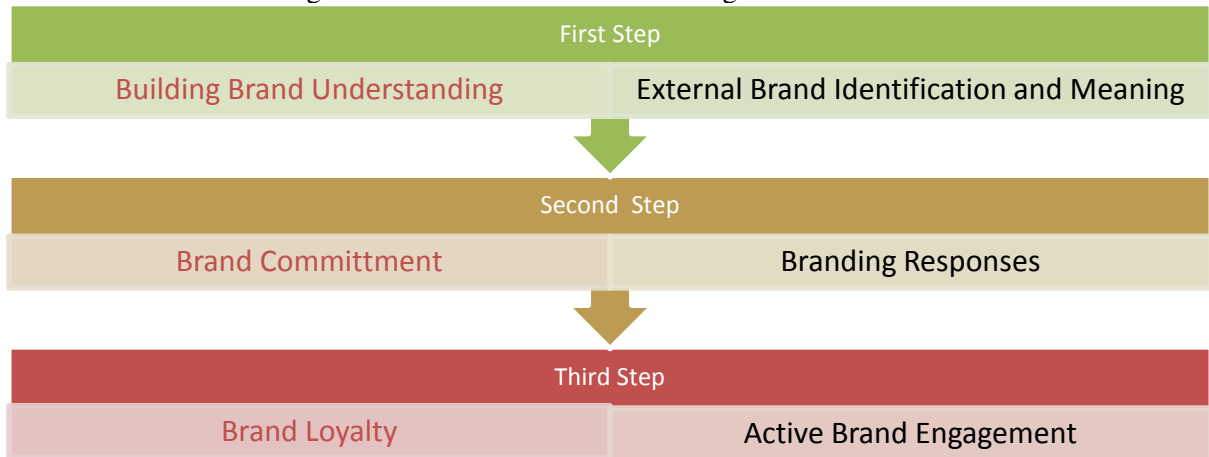 First Step
Building Brand Understanding
External Brand Identification and Meaning
Second Step
Brand Committment
Branding Responses
Third Step
Brand Loyalty
Active Brand Engagement